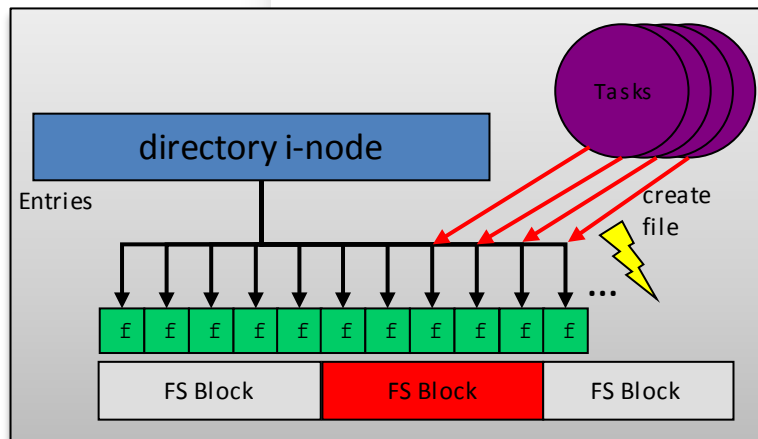 Tasks
directory i-node
Entries
create
file
...
f f f f f f f f f f f
FS Block FS Block FS Block